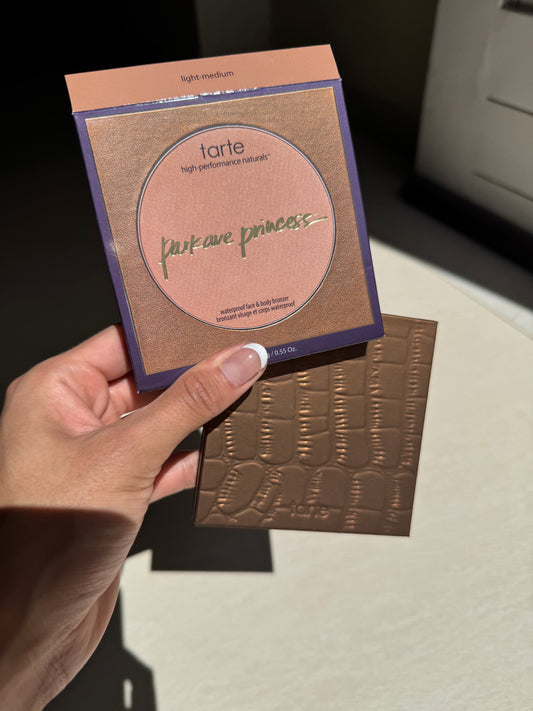 light-medium
tarte
high-performance naturals™
park ave princess
waterproof face & body bronzer
bronzant visage et corps waterproof
/ 0.55 Oz.
tarte